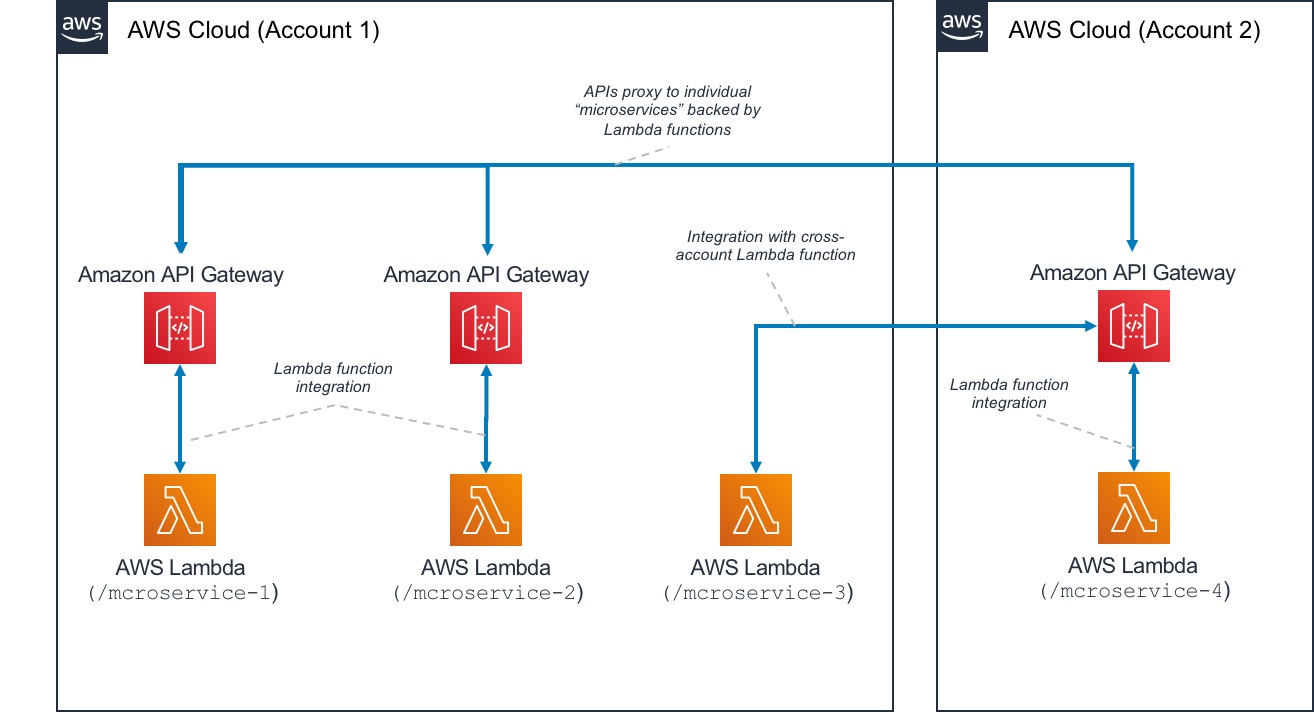 aws
AWS Cloud (Account 1)
aws
AWS Cloud (Account 2)
APIs proxy to individual
“microservices” backed by
Lambda functions
Integration with cross-
account Lambda function
Amazon API Gateway
Amazon API Gateway
Amazon API Gateway
</>
</>
</>
Lambda function
integration
Lambda function
integration
AWS Lambda
(/mcroservice-1)
AWS Lambda
(/mcroservice-2)
AWS Lambda
(/mcroservice-3)
AWS Lambda
(/mcroservice-4)